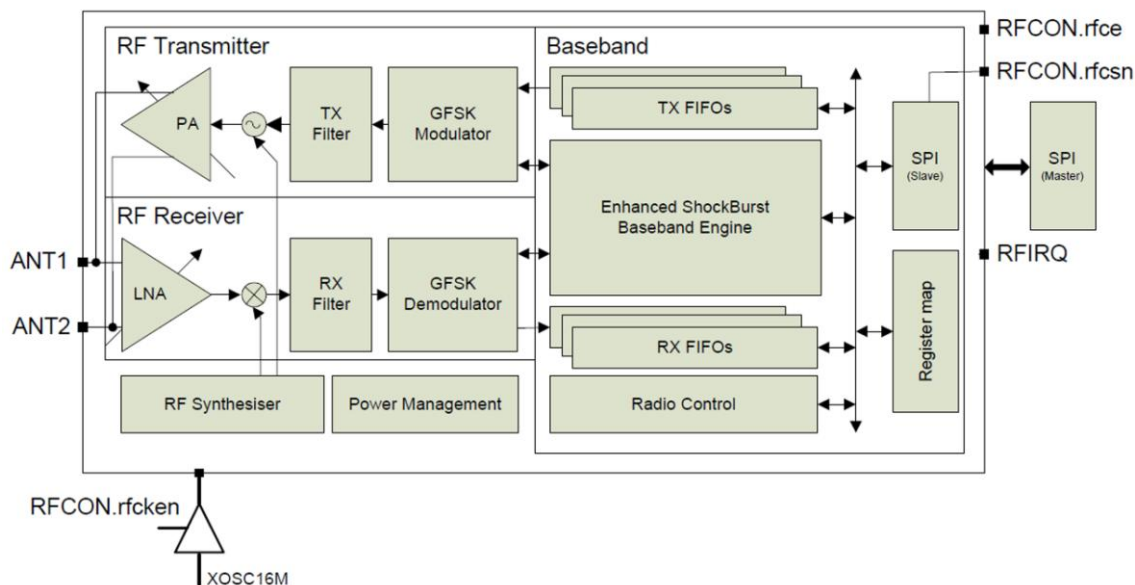 RF Transmitter
Baseband
RFCON.rfce
RFCON.rfcsn
PA
TX
Filter
GFSK
Modulator
TX FIFOs
SPI
(Slave)
SPI
(Master)
Enhanced ShockBurst
Baseband Engine
RF Receiver
ANT1
ANT2
LNA
RX
Filter
GFSK
Demodulator
RFIRQ
RX FIFOs
Register map
RF Synthesiser
Power Management
Radio Control
RFCON.rfcken
XOSC16M